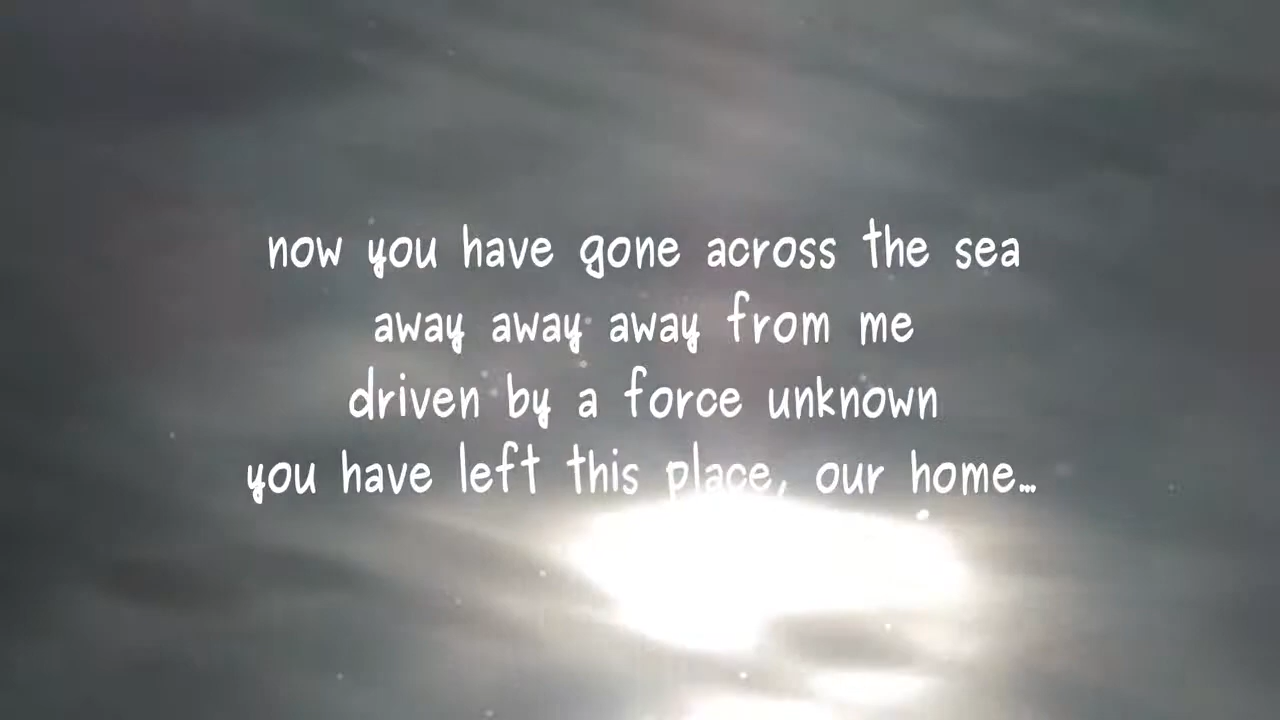 now you have gone across the sea
away away away from me
driven by a force unknown
you have left this place, our home...